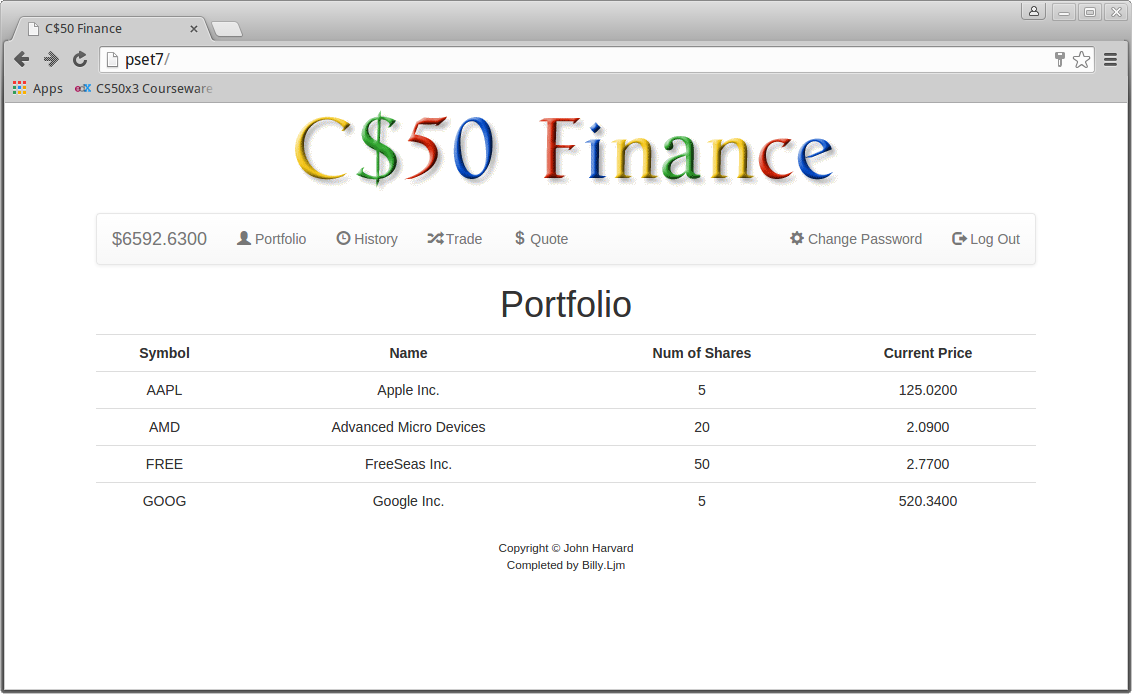 C$50 Finance
pset7/
Apps CS50x3 Courseware
C$50 Finance
$6592.6300 Portfolio History Trade $ Quote Change Password Log Out
Portfolio
Symbol Name Num of Shares Current Price
AAPL Apple Inc. 5 125.0200
AMD Advanced Micro Devices 20 2.0900
FREE FreeSeas Inc. 50 2.7700
GOOG Google Inc. 5 520.3400
Copyright © John Harvard
Completed by Billy.Ljm